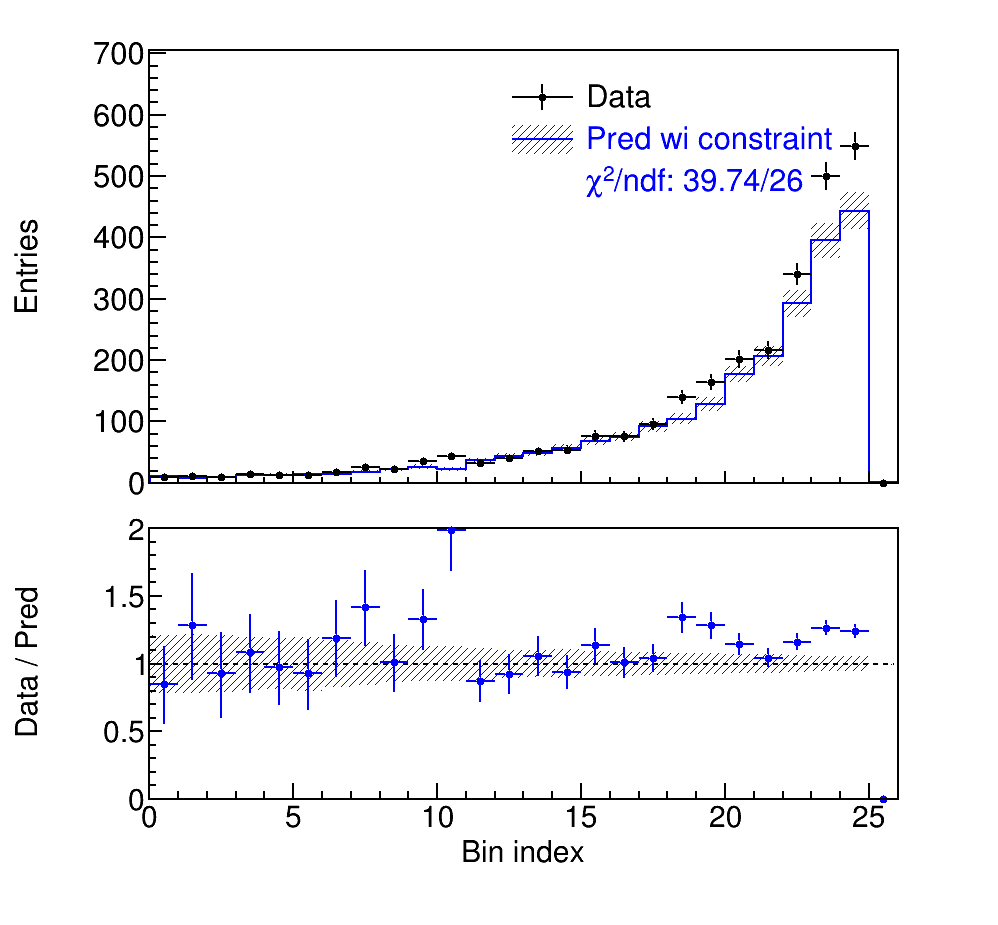 700
600
500
400
300
200
100
0
Entries
Data
Pred wi constraint
χ²/ndf: 39.74/26
2
1.5
1
0.5
0
Data / Pred
0 5 10 15 20 25
Bin index